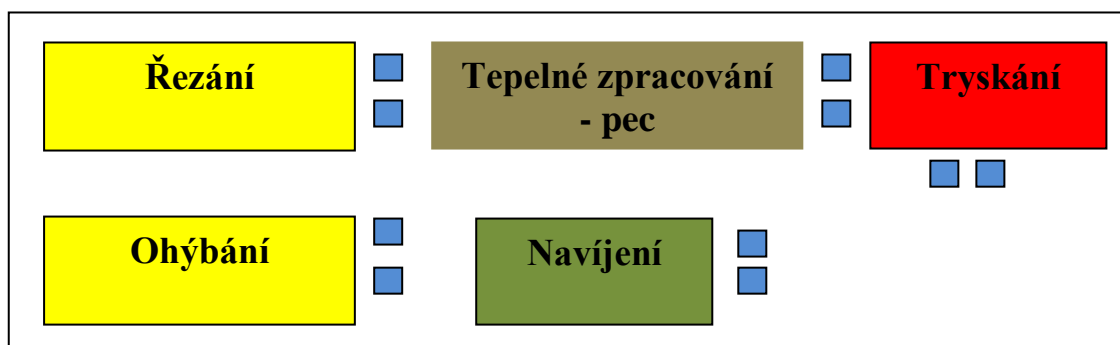 Řezání
Tepelné zpracování
- pec
Tryskání
Ohýbání
Navíjení